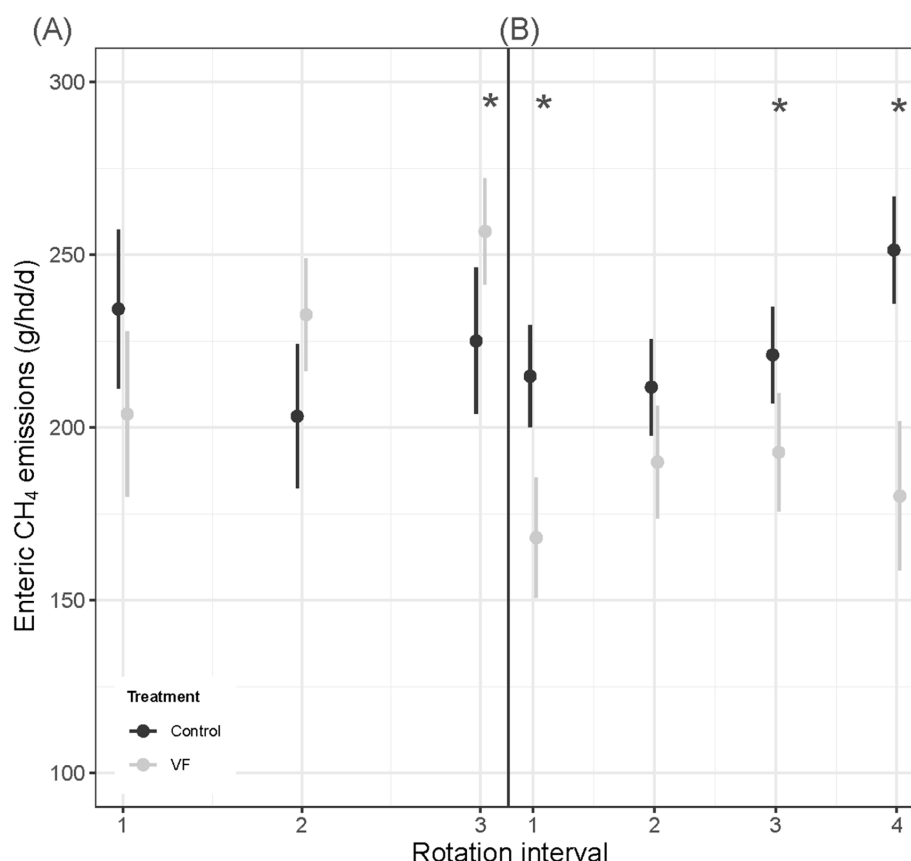 (A) (B)
300
* * * *
250
200
150
100
Enteric CH₄ emissions (g/hd/d)
Treatment
Control
VF
1 2 3 1 2 3 4
Rotation interval